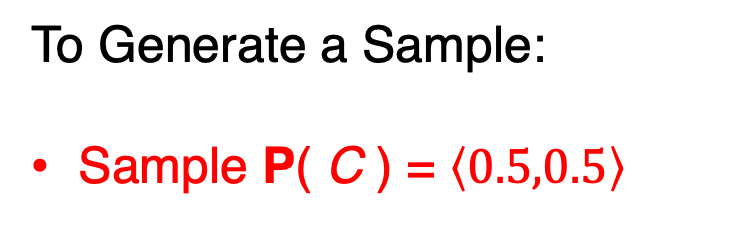 To Generate a Sample:
• Sample P( C ) = ⟨0.5,0.5⟩